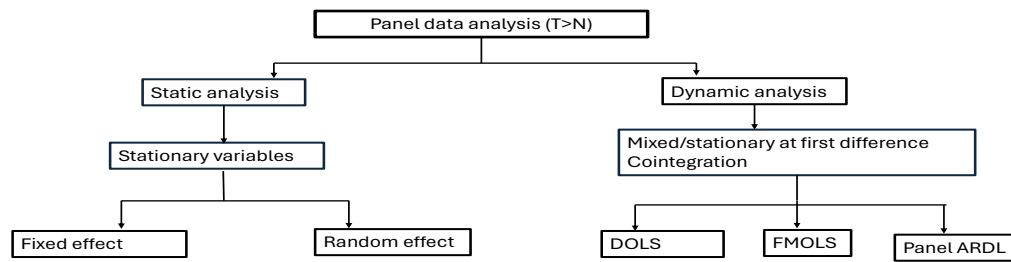 Panel data analysis (T>N)
Static analysis
Dynamic analysis
Stationary variables
Mixed/stationary at first difference
Cointegration
Fixed effect
Random effect
DOLS
FMOLS
Panel ARDL